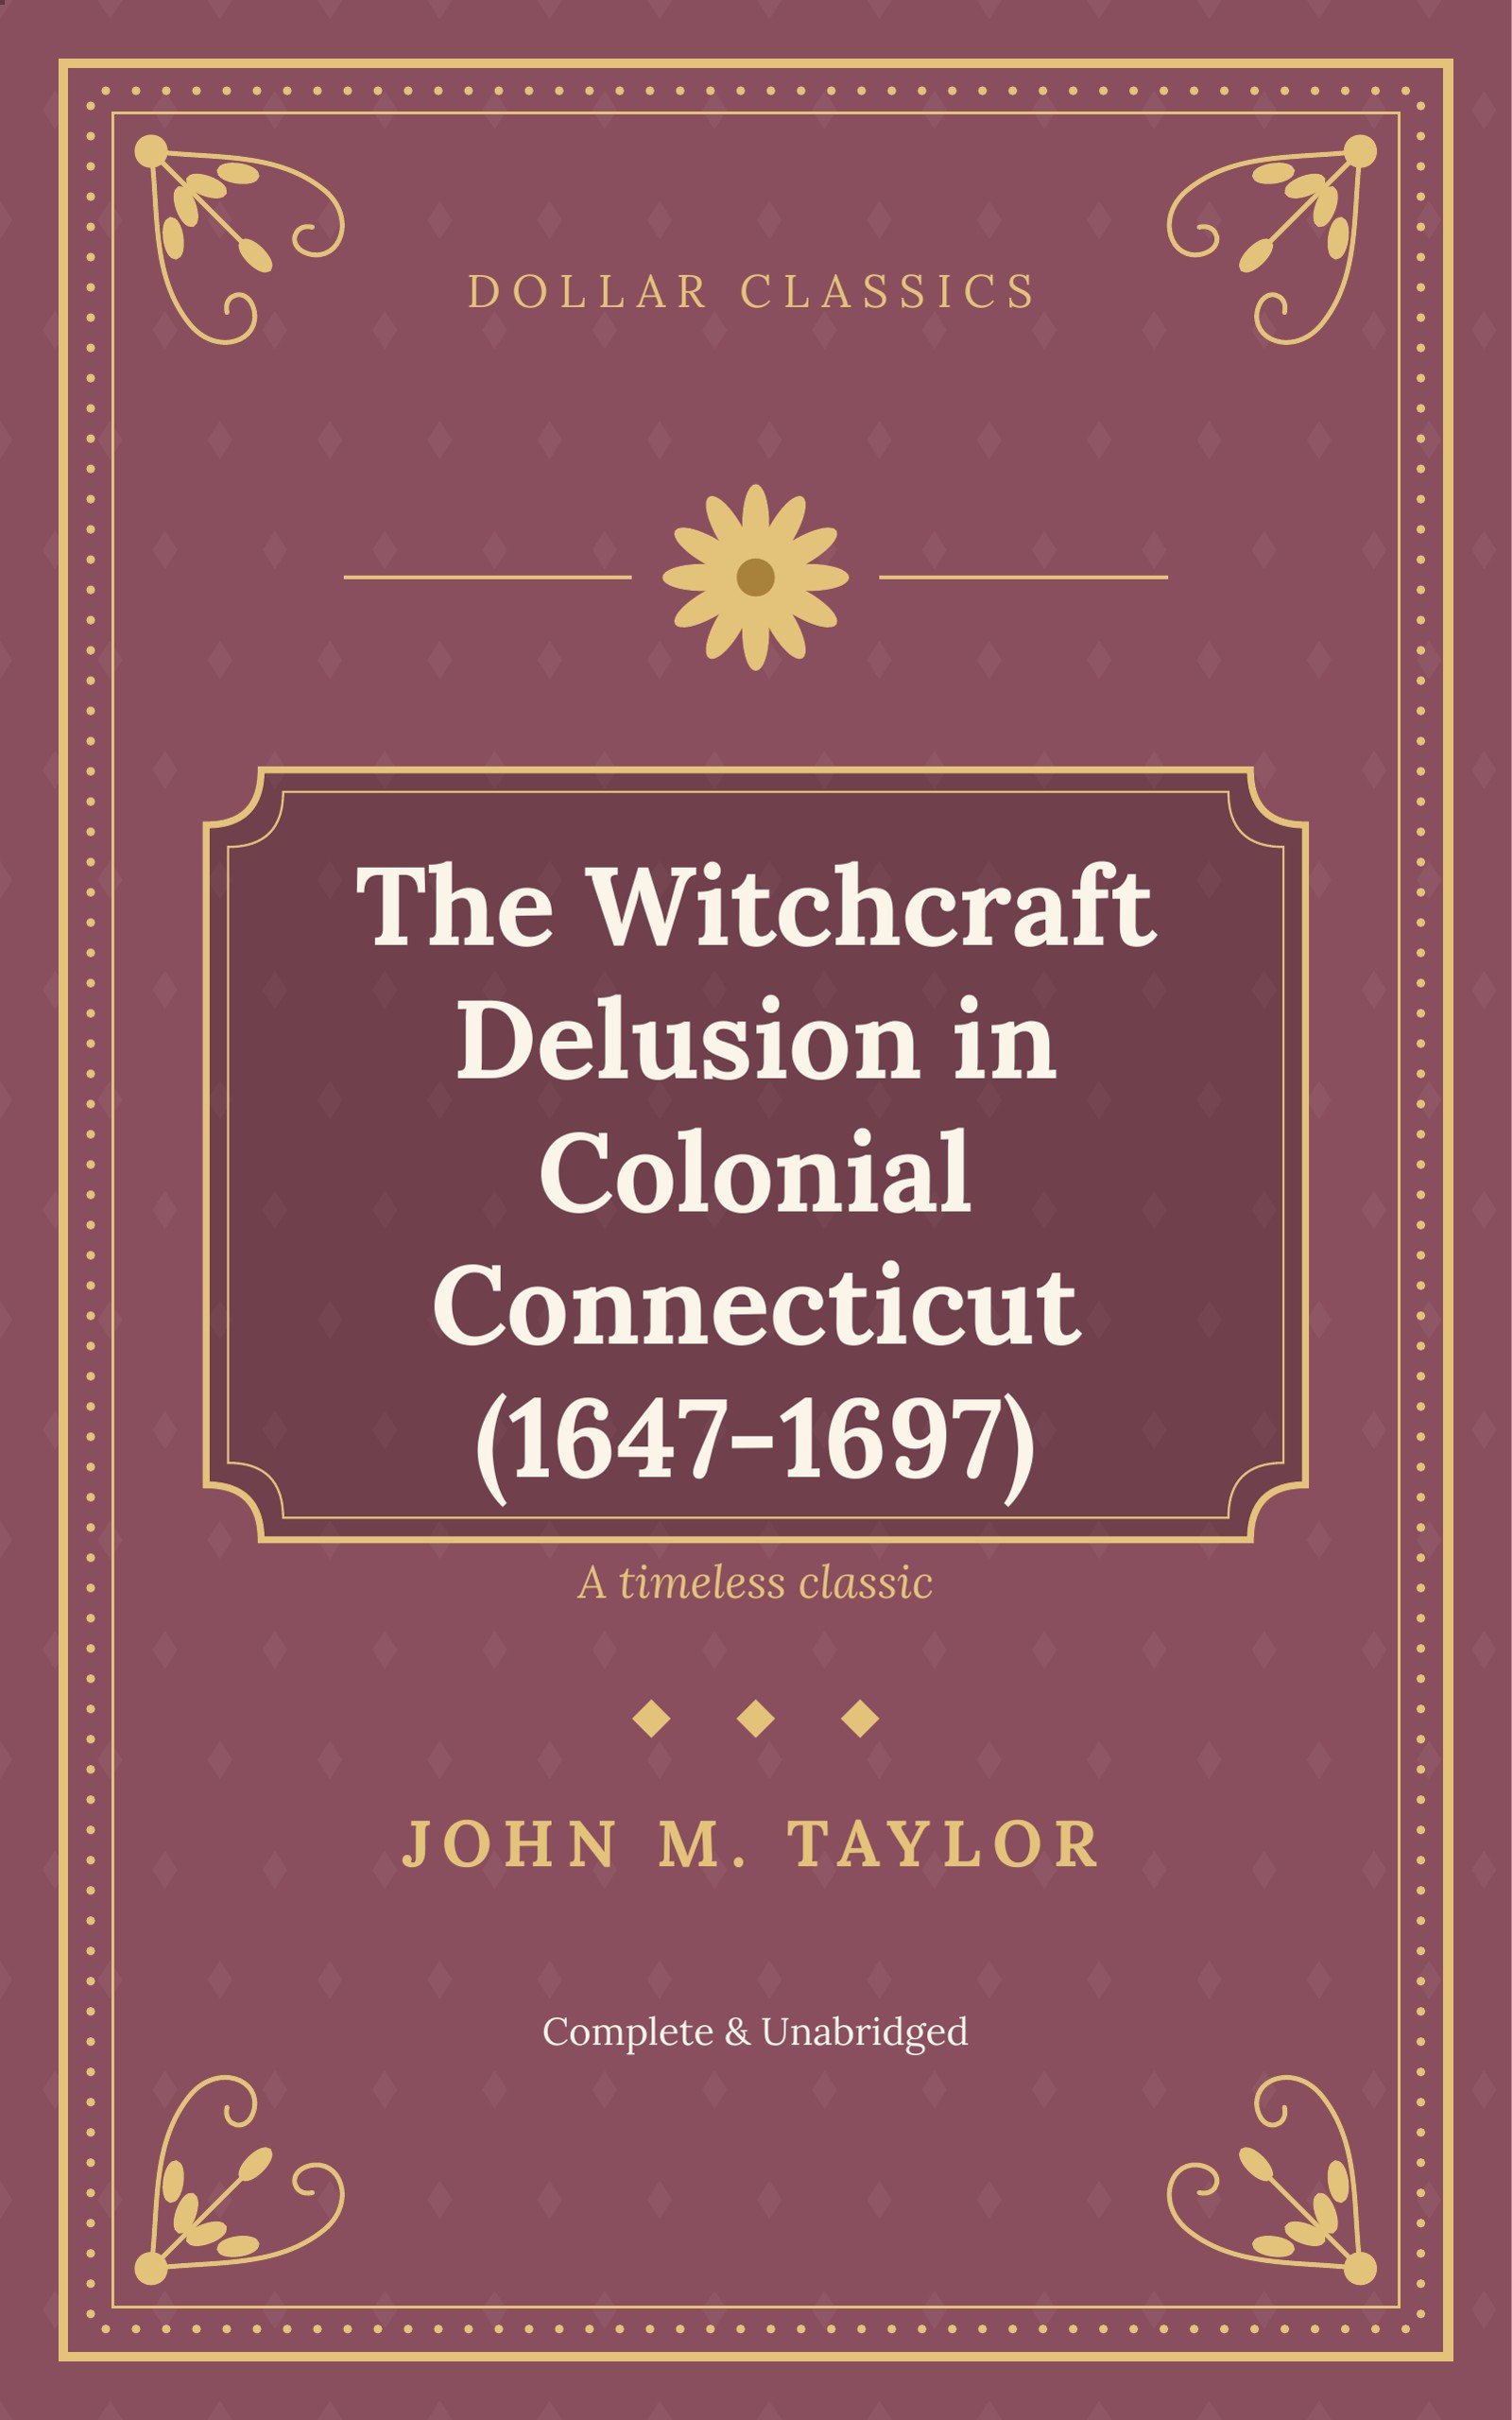 DOLLAR CLASSICS
The Witchcraft
Delusion in
Colonial
Connecticut
(1647–1697)
A timeless classic
JOHN M. TAYLOR
Complete & Unabridged